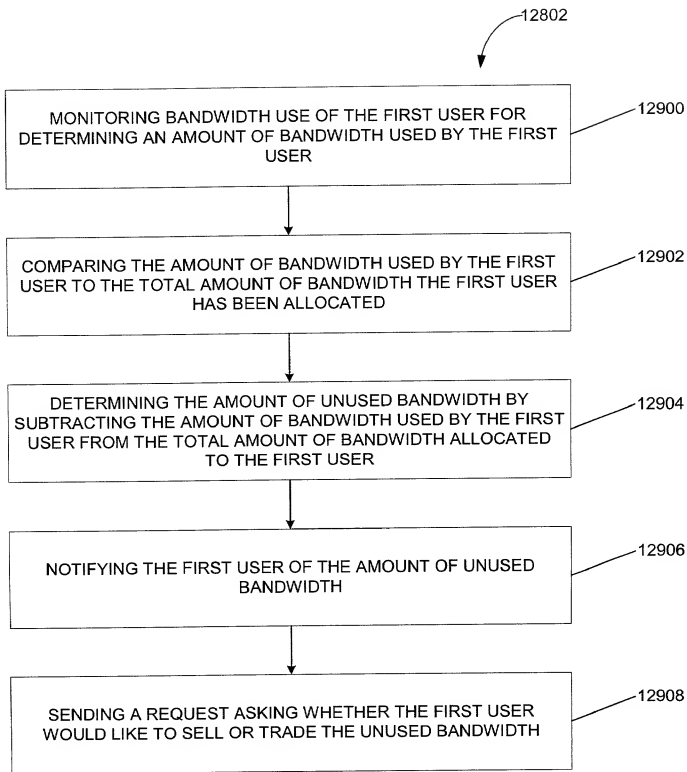 12802
MONITORING BANDWIDTH USE OF THE FIRST USER FOR
DETERMINING AN AMOUNT OF BANDWIDTH USED BY THE FIRST
USER
12900
COMPARING THE AMOUNT OF BANDWIDTH USED BY THE FIRST
USER TO THE TOTAL AMOUNT OF BANDWIDTH THE FIRST USER
HAS BEEN ALLOCATED
12902
DETERMINING THE AMOUNT OF UNUSED BANDWIDTH BY
SUBTRACTING THE AMOUNT OF BANDWIDTH USED BY THE FIRST
USER FROM THE TOTAL AMOUNT OF BANDWIDTH ALLOCATED
TO THE FIRST USER
12904
NOTIFYING THE FIRST USER OF THE AMOUNT OF UNUSED
BANDWIDTH
12906
SENDING A REQUEST ASKING WHETHER THE FIRST USER
WOULD LIKE TO SELL OR TRADE THE UNUSED BANDWIDTH
12908